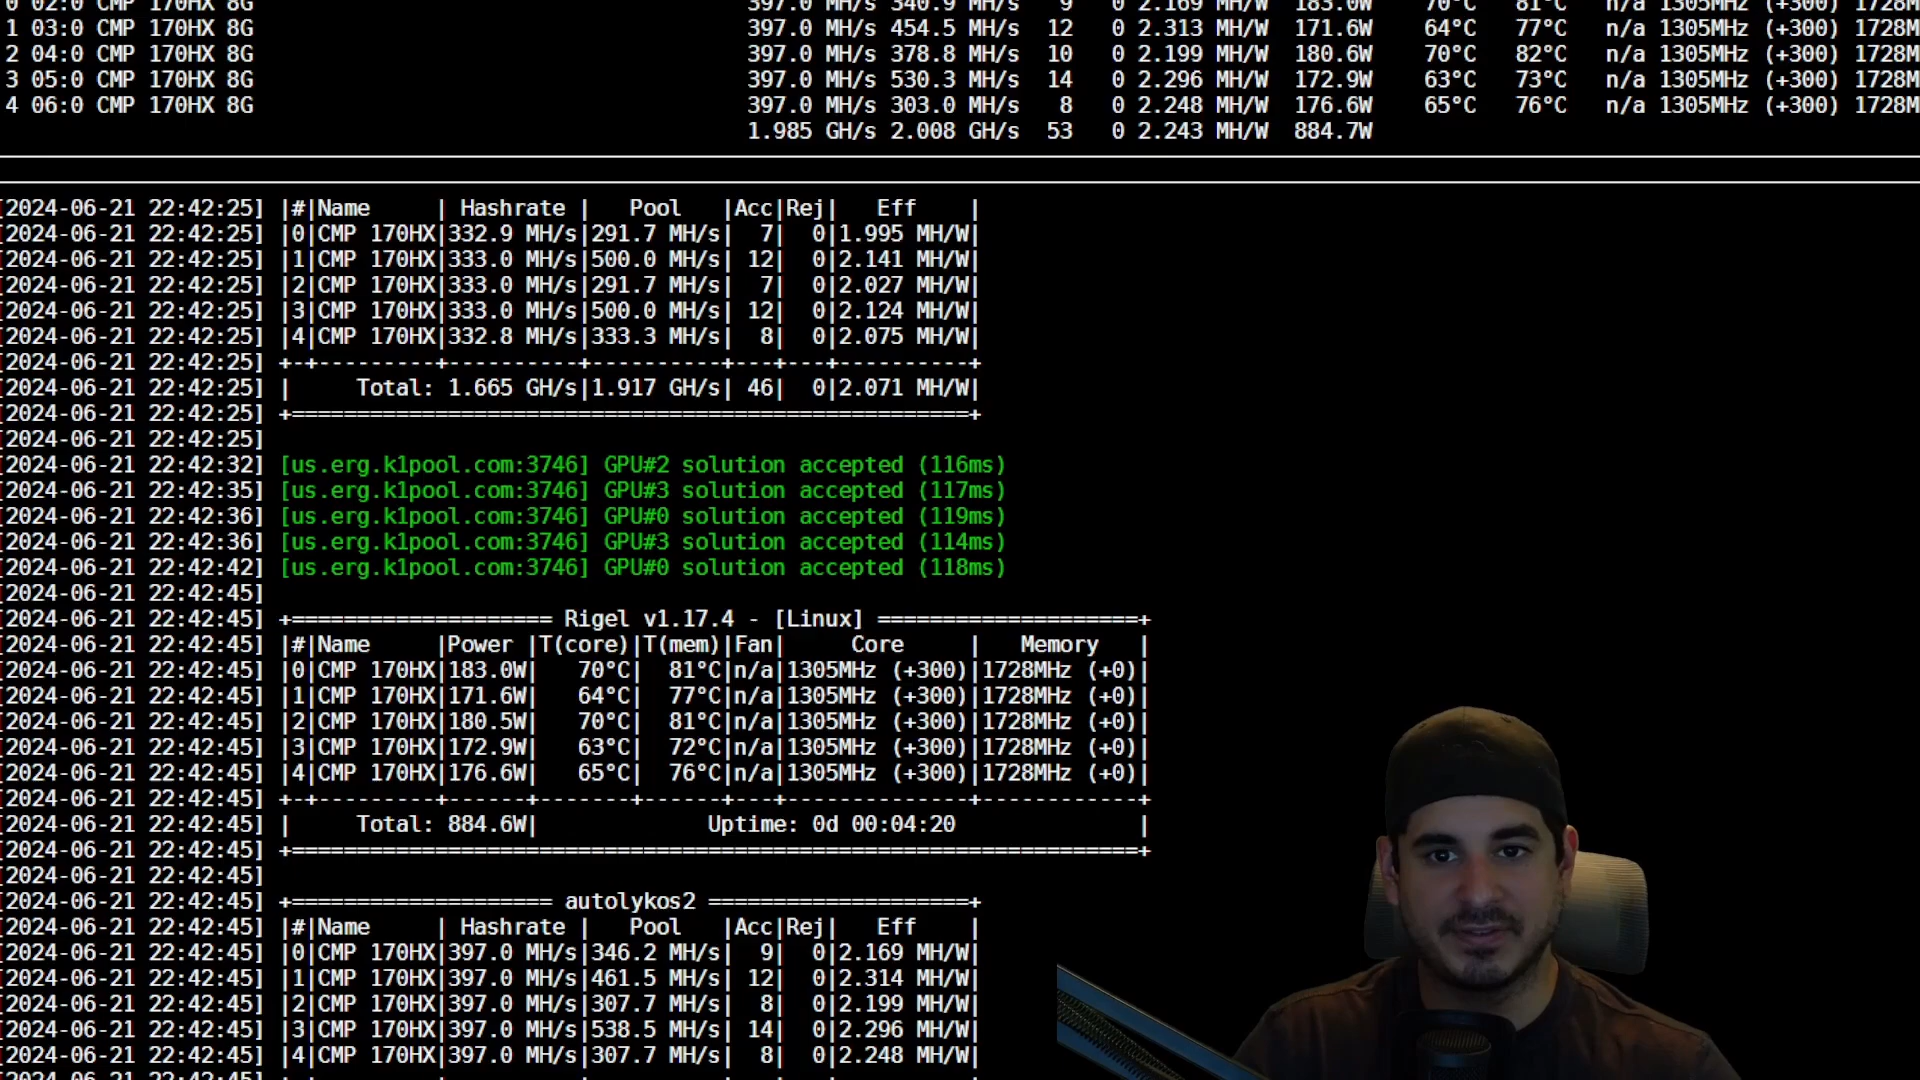 0 02:0 CMP 170HX 8G 397.0 MH/s 340.9 MH/s 9 0 2.169 MH/W 183.0W 70°C 81°C n/a 1305MHz (+300) 1728M
1 03:0 CMP 170HX 8G 397.0 MH/s 454.5 MH/s 12 0 2.313 MH/W 171.6W 64°C 77°C n/a 1305MHz (+300) 1728M
2 04:0 CMP 170HX 8G 397.0 MH/s 378.8 MH/s 10 0 2.199 MH/W 180.6W 70°C 82°C n/a 1305MHz (+300) 1728M
3 05:0 CMP 170HX 8G 397.0 MH/s 530.3 MH/s 14 0 2.296 MH/W 172.9W 63°C 73°C n/a 1305MHz (+300) 1728M
4 06:0 CMP 170HX 8G 397.0 MH/s 303.0 MH/s 8 0 2.248 MH/W 176.6W 65°C 76°C n/a 1305MHz (+300) 1728M
1.985 GH/s 2.008 GH/s 53 0 2.243 MH/W 884.7W
[2024-06-21 22:42:25] |#|Name | Hashrate | Pool |Acc|Rej| Eff |
[2024-06-21 22:42:25] |0|CMP 170HX|332.9 MH/s|291.7 MH/s| 7| 0|1.995 MH/W|
[2024-06-21 22:42:25] |1|CMP 170HX|333.0 MH/s|500.0 MH/s| 12| 0|2.141 MH/W|
[2024-06-21 22:42:25] |2|CMP 170HX|333.0 MH/s|291.7 MH/s| 7| 0|2.027 MH/W|
[2024-06-21 22:42:25] |3|CMP 170HX|333.0 MH/s|500.0 MH/s| 12| 0|2.124 MH/W|
[2024-06-21 22:42:25] |4|CMP 170HX|332.8 MH/s|333.3 MH/s| 8| 0|2.075 MH/W|
[2024-06-21 22:42:25] +-+---------+----------+----------+---+---+----------+
[2024-06-21 22:42:25] | Total: 1.665 GH/s|1.917 GH/s| 46| 0|2.071 MH/W|
[2024-06-21 22:42:25] +====================================================+
[2024-06-21 22:42:25]
[2024-06-21 22:42:32] [us.erg.k1pool.com:3746] GPU#2 solution accepted (116ms)
[2024-06-21 22:42:35] [us.erg.k1pool.com:3746] GPU#3 solution accepted (117ms)
[2024-06-21 22:42:36] [us.erg.k1pool.com:3746] GPU#0 solution accepted (119ms)
[2024-06-21 22:42:36] [us.erg.k1pool.com:3746] GPU#3 solution accepted (114ms)
[2024-06-21 22:42:42] [us.erg.k1pool.com:3746] GPU#0 solution accepted (118ms)
[2024-06-21 22:42:45]
[2024-06-21 22:42:45] +==================== Rigel v1.17.4 - [Linux] ====================+
[2024-06-21 22:42:45] |#|Name |Power |T(core)|T(mem)|Fan| Core | Memory |
[2024-06-21 22:42:45] |0|CMP 170HX|183.0W| 70°C| 81°C|n/a|1305MHz (+300)|1728MHz (+0)|
[2024-06-21 22:42:45] |1|CMP 170HX|171.6W| 64°C| 77°C|n/a|1305MHz (+300)|1728MHz (+0)|
[2024-06-21 22:42:45] |2|CMP 170HX|180.5W| 70°C| 81°C|n/a|1305MHz (+300)|1728MHz (+0)|
[2024-06-21 22:42:45] |3|CMP 170HX|172.9W| 63°C| 72°C|n/a|1305MHz (+300)|1728MHz (+0)|
[2024-06-21 22:42:45] |4|CMP 170HX|176.6W| 65°C| 76°C|n/a|1305MHz (+300)|1728MHz (+0)|
[2024-06-21 22:42:45] +-+---------+------+-------+------+---+--------------+------------+
[2024-06-21 22:42:45] | Total: 884.6W| Uptime: 0d 00:04:20 |
[2024-06-21 22:42:45] +=================================================================+
[2024-06-21 22:42:45]
[2024-06-21 22:42:45] +==================== autolykos2 ====================+
[2024-06-21 22:42:45] |#|Name | Hashrate | Pool |Acc|Rej| Eff |
[2024-06-21 22:42:45] |0|CMP 170HX|397.0 MH/s|346.2 MH/s| 9| 0|2.169 MH/W|
[2024-06-21 22:42:45] |1|CMP 170HX|397.0 MH/s|461.5 MH/s| 12| 0|2.314 MH/W|
[2024-06-21 22:42:45] |2|CMP 170HX|397.0 MH/s|307.7 MH/s| 8| 0|2.199 MH/W|
[2024-06-21 22:42:45] |3|CMP 170HX|397.0 MH/s|538.5 MH/s| 14| 0|2.296 MH/W|
[2024-06-21 22:42:45] |4|CMP 170HX|397.0 MH/s|307.7 MH/s| 8| 0|2.248 MH/W|